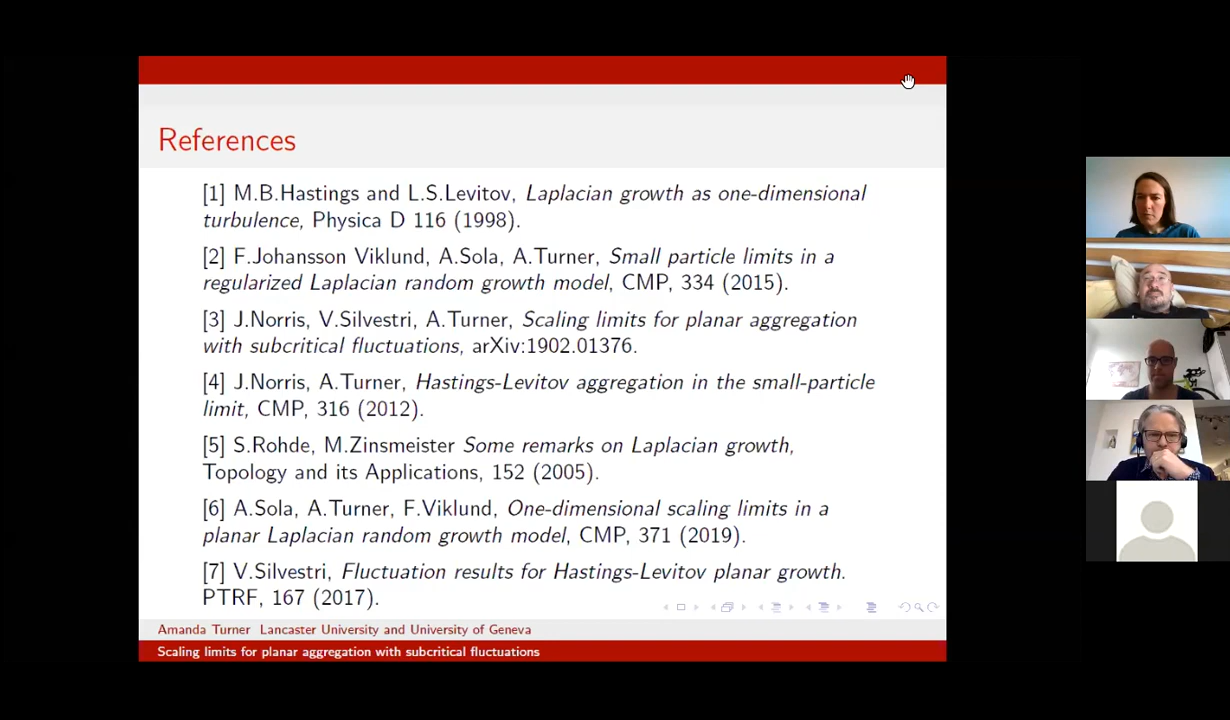 References
[1] M.B.Hastings and L.S.Levitov, Laplacian growth as one-dimensional
turbulence, Physica D 116 (1998).
[2] F.Johansson Viklund, A.Sola, A.Turner, Small particle limits in a
regularized Laplacian random growth model, CMP, 334 (2015).
[3] J.Norris, V.Silvestri, A.Turner, Scaling limits for planar aggregation
with subcritical fluctuations, arXiv:1902.01376.
[4] J.Norris, A.Turner, Hastings-Levitov aggregation in the small-particle
limit, CMP, 316 (2012).
[5] S.Rohde, M.Zinsmeister Some remarks on Laplacian growth,
Topology and its Applications, 152 (2005).
[6] A.Sola, A.Turner, F.Viklund, One-dimensional scaling limits in a
planar Laplacian random growth model, CMP, 371 (2019).
[7] V.Silvestri, Fluctuation results for Hastings-Levitov planar growth.
PTRF, 167 (2017).
Amanda Turner Lancaster University and University of Geneva
Scaling limits for planar aggregation with subcritical fluctuations